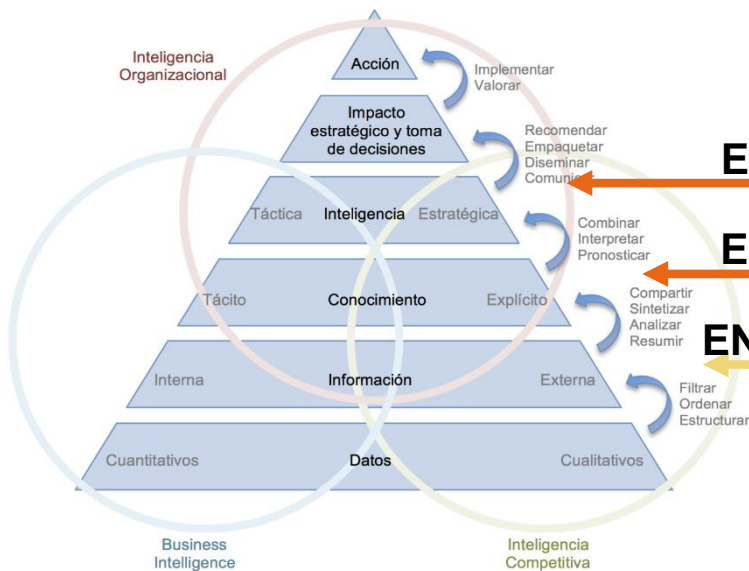 Inteligencia
Organizacional
Acción
Implementar
Valorar
Impacto
estratégico y toma
de decisiones
Recomendar
Empaquetar
Diseminar
Comunicar
E
Táctica Inteligencia Estratégica
Combinar
Interpretar
Pronosticar
E
Tácito Conocimiento Explícito
Compartir
Sintetizar
Analizar
Resumir
EN
Interna Información Externa
Filtrar
Ordenar
Estructurar
Cuantitativos Datos Cualitativos
Business
Intelligence
Inteligencia
Competitiva